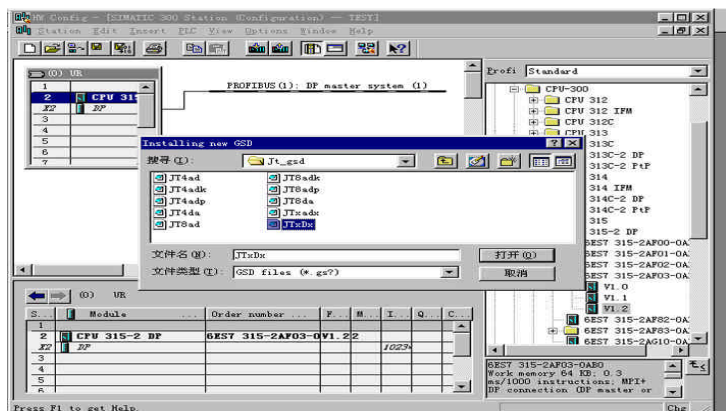 HW Config - [SIMATIC 300 Station (Configuration) -- TEST]
Station Edit Insert PLC View Options Window Help
(0) UR
1
2 CPU 315
X2 DP
3
4
5
6
7
PROFIBUS(1): DP master system (1)
Installing new GSD
搜寻(I): Jt_gsd
JT4ad
JT4adk
JT4adp
JT4da
JT8ad
JT8adk
JT8adp
JT8da
JTxadx
JTxDx
文件名(N): JTxDx
打开(O)
文件类型(T): GSD files (*.gs?)
取消
Profi Standard
CPU-300
CPU 312
CPU 312 IFM
CPU 312C
CPU 313
313C
313C-2 DP
313C-2 PtP
314
314 IFM
314C-2 DP
314C-2 PtP
315
315-2 DP
6ES7 315-2AF00-0A
6ES7 315-2AF01-0A
6ES7 315-2AF02-0A
6ES7 315-2AF03-0A
V1.0
V1.1
V1.2
6ES7 315-2AF82-0A
6ES7 315-2AF83-0A
6ES7 315-2AG10-0A
(0) UR
S... Module ... Order number ... F... M... I... Q... C...
1
2 CPU 315-2 DP 6ES7 315-2AF03-0 V1.2 2
X2 DP 1023*
3
4
5
6
6ES7 315-2AF03-0AB0
Work memory 64 KB; 0.3
ms/1000 instructions; MPI+
DP connection (DP master or
Press F1 to get Help.
Chg